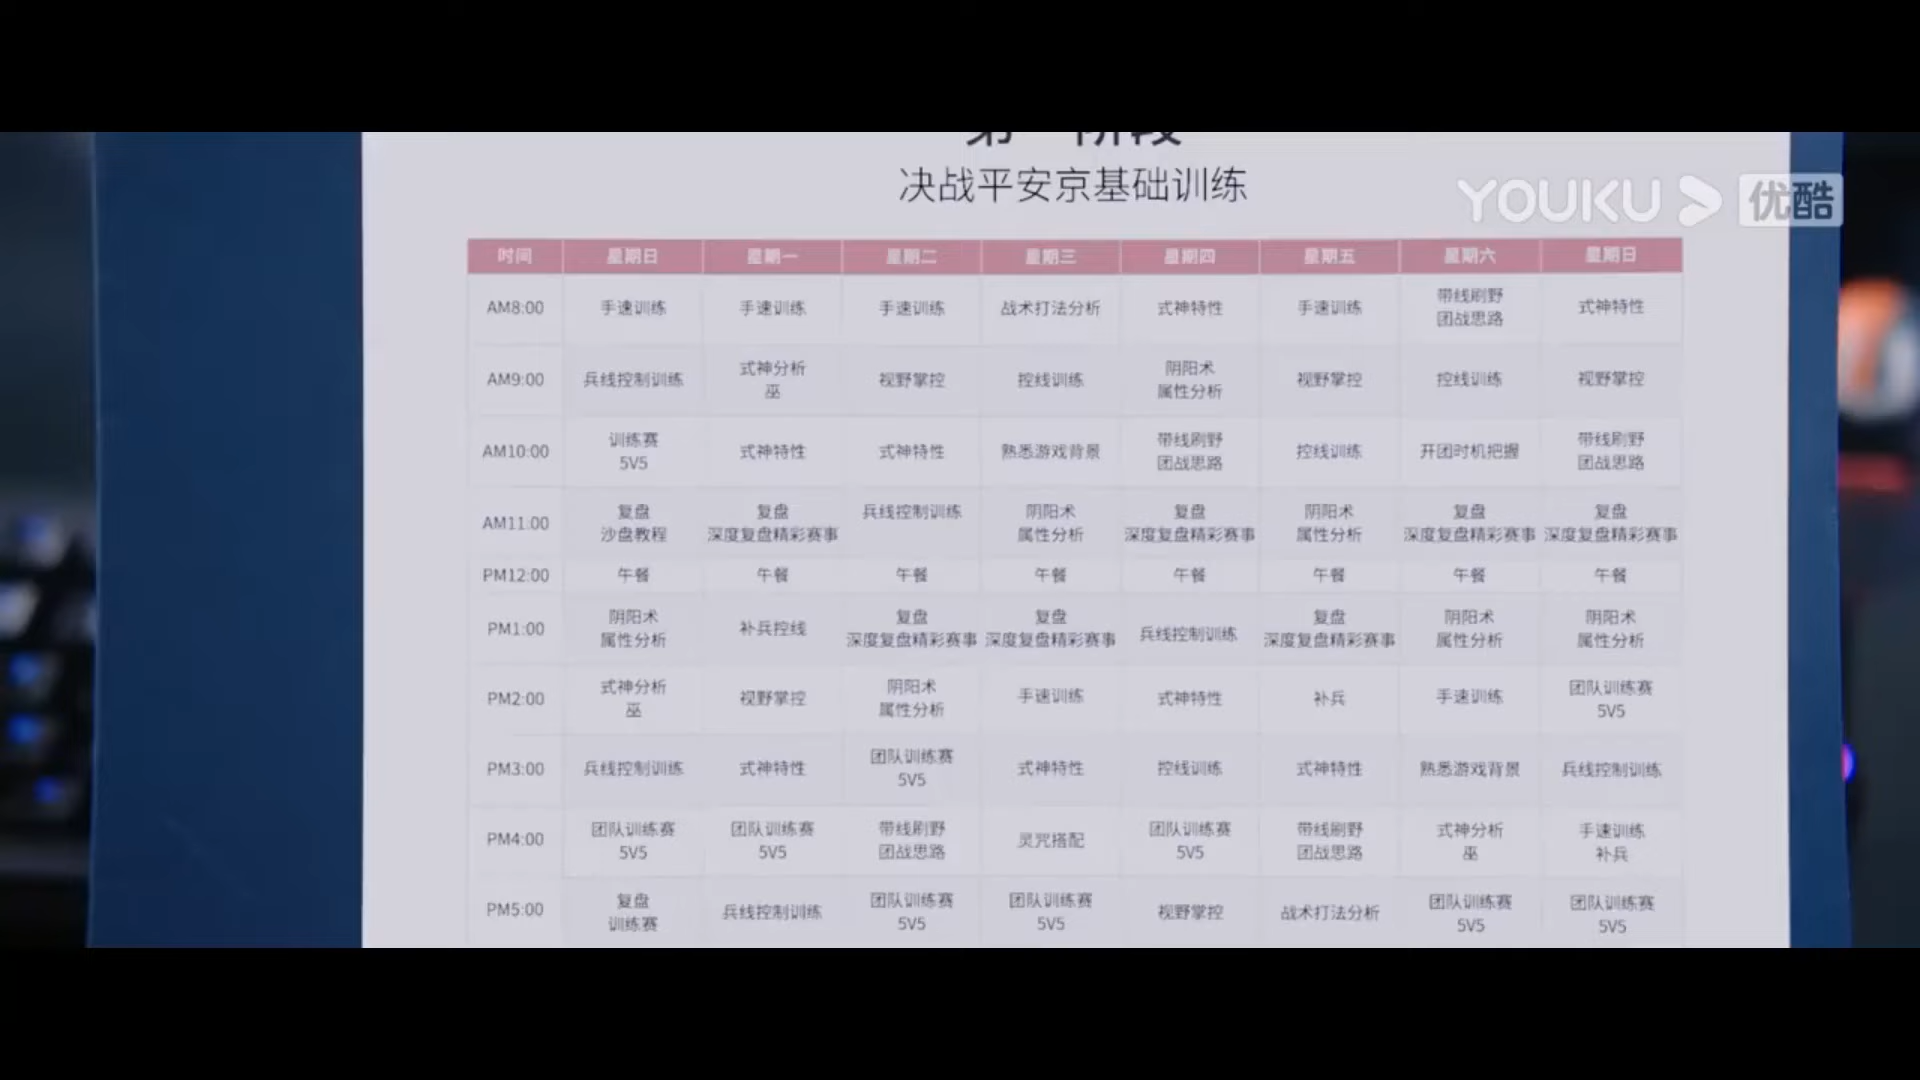 第一阶段
决战平安京基础训练
YOUKU 优酷
时间 星期日 星期一 星期二 星期三 星期四 星期五 星期六 星期日
AM8:00 手速训练 手速训练 手速训练 战术打法分析 式神特性 手速训练 带线刷野 团战思路 式神特性
AM9:00 兵线控制训练 式神分析 巫 视野掌控 控线训练 阴阳术 属性分析 视野掌控 控线训练 视野掌控
AM10:00 训练赛 5V5 式神特性 式神特性 熟悉游戏背景 带线刷野 团战思路 控线训练 开团时机把握 带线刷野 团战思路
AM11:00 复盘 沙盘教程 复盘 深度复盘精彩赛事 兵线控制训练 阴阳术 属性分析 复盘 深度复盘精彩赛事 阴阳术 属性分析 复盘 深度复盘精彩赛事 复盘 深度复盘精彩赛事
PM12:00 午餐 午餐 午餐 午餐 午餐 午餐 午餐 午餐
PM1:00 阴阳术 属性分析 补兵控线 复盘 深度复盘精彩赛事 复盘 深度复盘精彩赛事 兵线控制训练 复盘 深度复盘精彩赛事 阴阳术 属性分析 阴阳术 属性分析
PM2:00 式神分析 巫 视野掌控 阴阳术 属性分析 手速训练 式神特性 补兵 手速训练 团队训练赛 5V5
PM3:00 兵线控制训练 式神特性 团队训练赛 5V5 式神特性 控线训练 式神特性 熟悉游戏背景 兵线控制训练
PM4:00 团队训练赛 5V5 团队训练赛 5V5 带线刷野 团战思路 灵咒搭配 团队训练赛 5V5 带线刷野 团战思路 式神分析 巫 手速训练 补兵
PM5:00 复盘 训练赛 兵线控制训练 团队训练赛 5V5 团队训练赛 5V5 视野掌控 战术打法分析 团队训练赛 5V5 团队训练赛 5V5